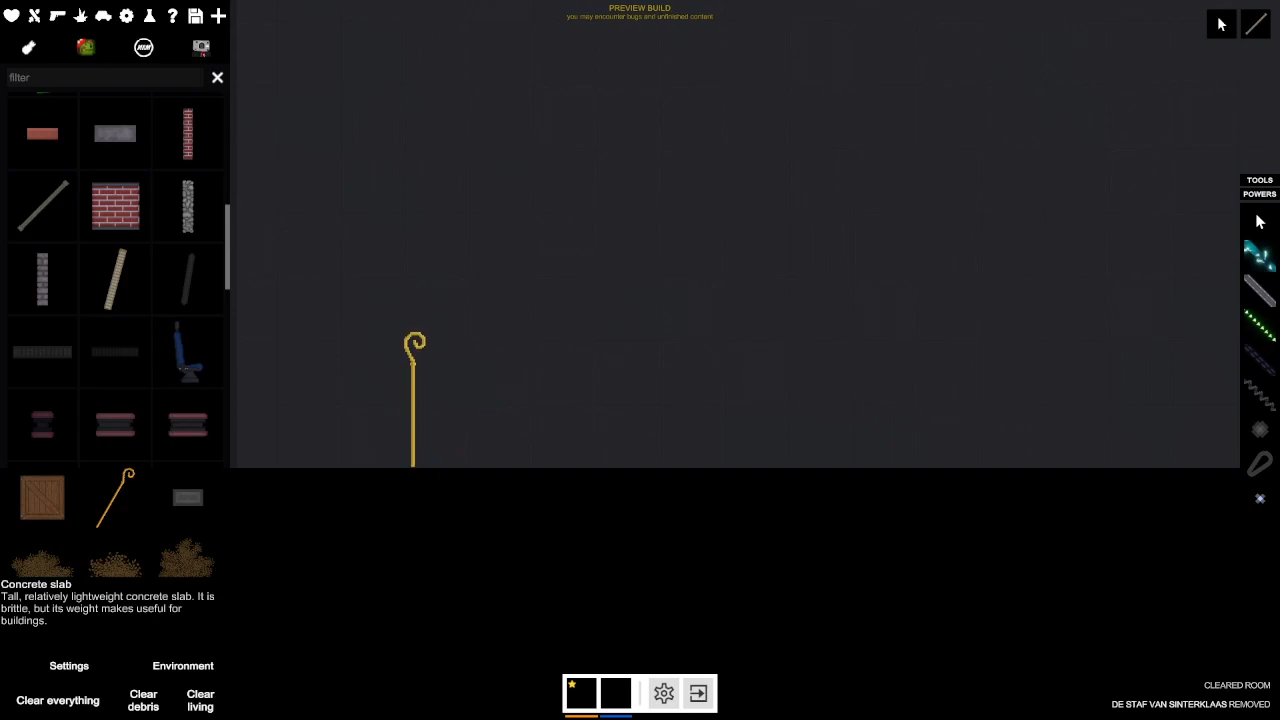 PREVIEW BUILD
you may encounter bugs and unfinished content
filter
TOOLS
POWERS
Concrete slab
Tall, relatively lightweight concrete slab. It is
brittle, but its weight makes useful for
buildings.
Settings
Environment
Clear everything
Clear
debris
Clear
living
CLEARED ROOM
DE STAF VAN SINTERKLAAS REMOVED